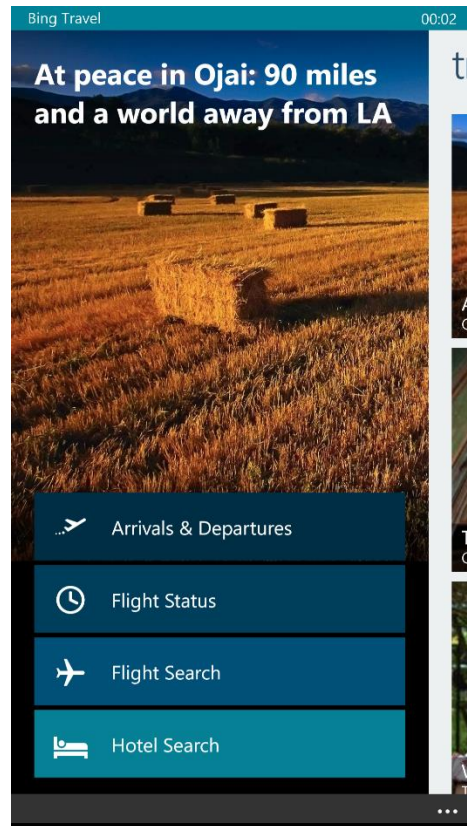 Bing Travel
00:02
At peace in Ojai: 90 miles
and a world away from LA
Arrivals & Departures
Flight Status
Flight Search
Hotel Search